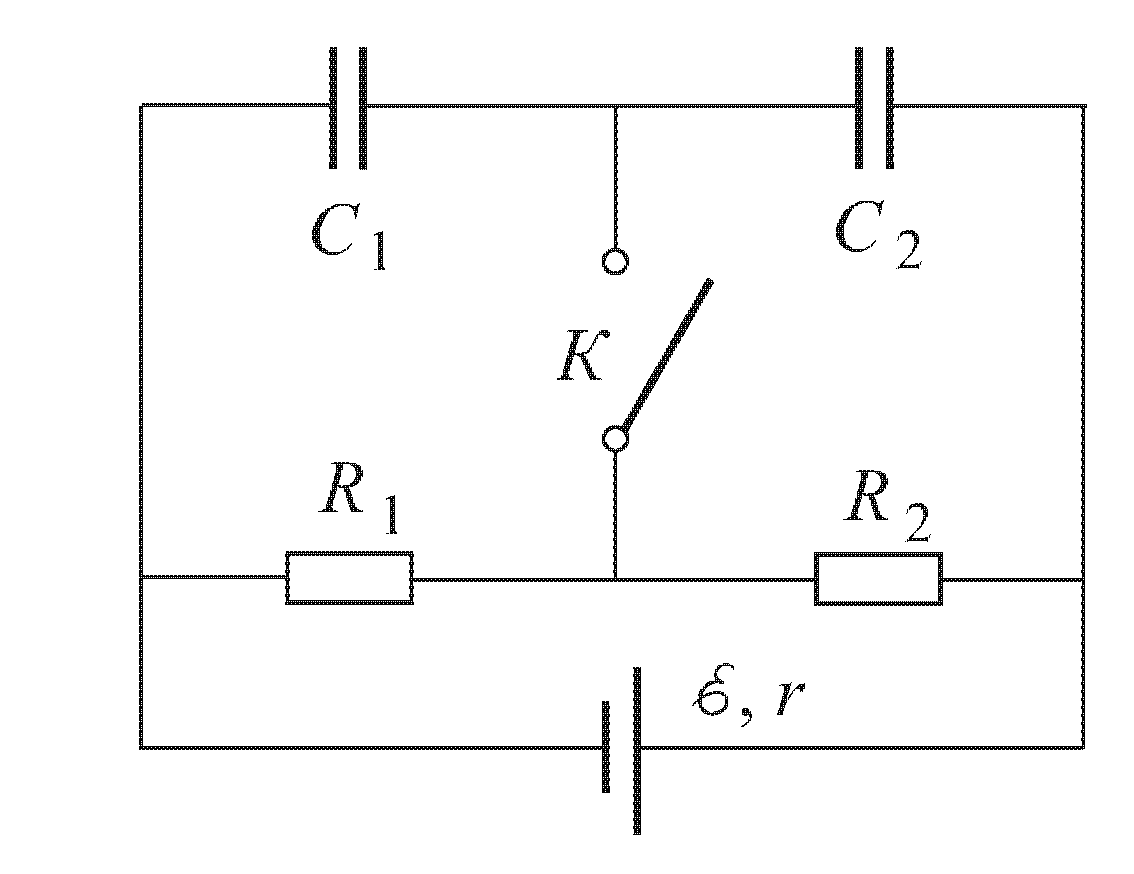 C₁
C₂
К
R₁
R₂
ℰ, r